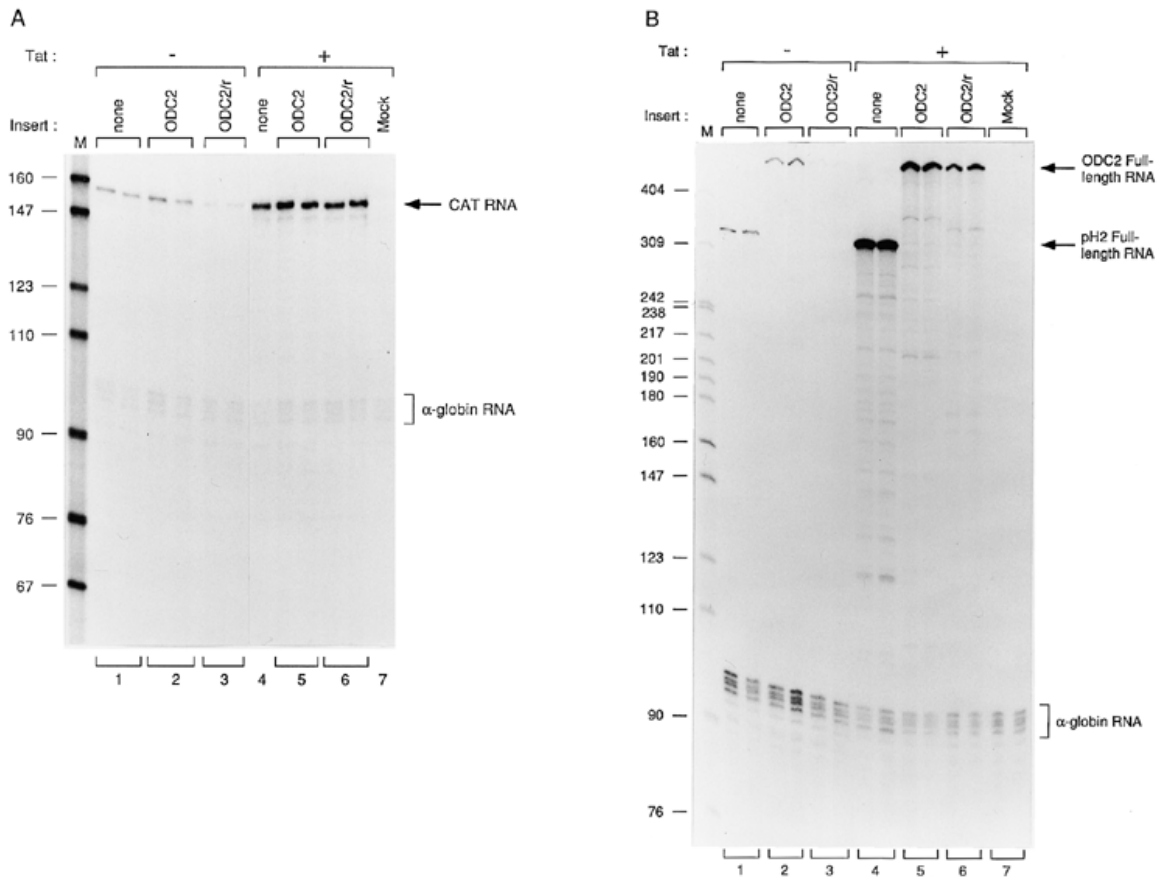 A
Tat : - +
Insert : none ODC2 ODC2/r none ODC2 ODC2/r Mock
M
160
147
123
110
90
76
67
CAT RNA
α-globin RNA
1 2 3 4 5 6 7
B
Tat : - +
Insert : none ODC2 ODC2/r none ODC2 ODC2/r Mock
M
404
309
242
238
217
201
190
180
160
147
123
110
90
76
ODC2 Full-
length RNA
pH2 Full-
length RNA
α-globin RNA
1 2 3 4 5 6 7